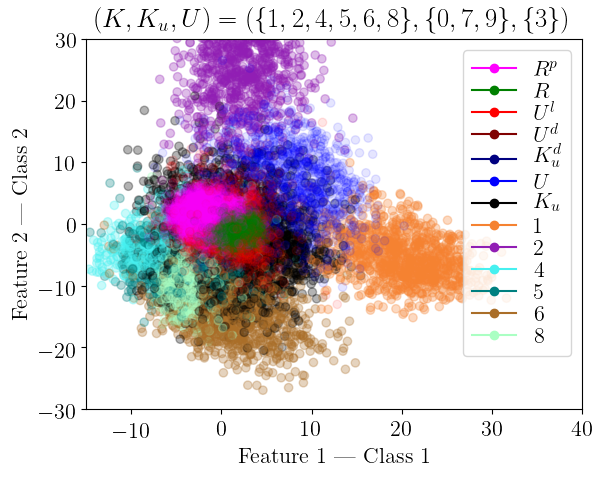 (K, K_u, U) = ({1, 2, 4, 5, 6, 8}, {0, 7, 9}, {3})
30
20
10
0
−10
−20
−30
Feature 2 — Class 2
R^p
R
U^l
U^d
K_u^d
U
K_u
1
2
4
5
6
8
−10
0
10
20
30
40
Feature 1 — Class 1